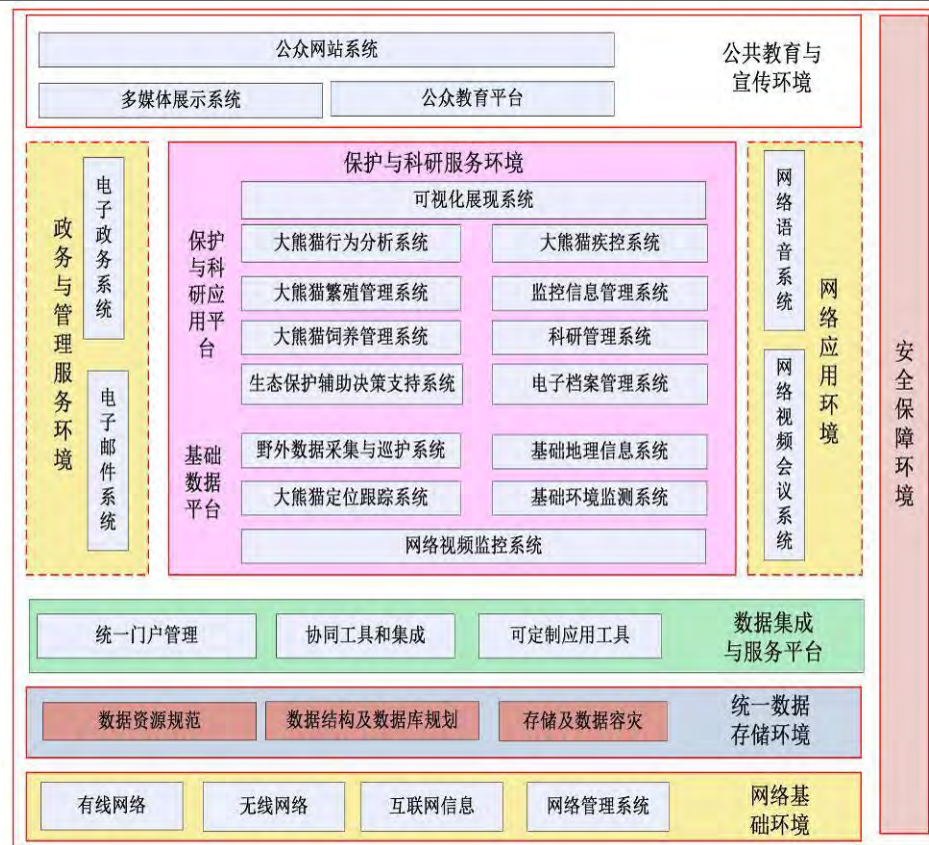 公众网站系统
多媒体展示系统
公众教育平台
公共教育与
宣传环境
政务与管理服务环境
电子政务系统
电子邮件系统
保护与科研服务环境
可视化展现系统
保护
与科
研应
用平
台
大熊猫行为分析系统
大熊猫疾控系统
大熊猫繁殖管理系统
监控信息管理系统
大熊猫饲养管理系统
科研管理系统
生态保护辅助决策支持系统
电子档案管理系统
基础
数据
平台
野外数据采集与巡护系统
基础地理信息系统
大熊猫定位跟踪系统
基础环境监测系统
网络视频监控系统
网络语音系统
网络视频会议系统
网络应用环境
安全保障环境
统一门户管理
协同工具和集成
可定制应用工具
数据集成
与服务平台
数据资源规范
数据结构及数据库规划
存储及数据容灾
统一数据
存储环境
有线网络
无线网络
互联网信息
网络管理系统
网络基
础环境